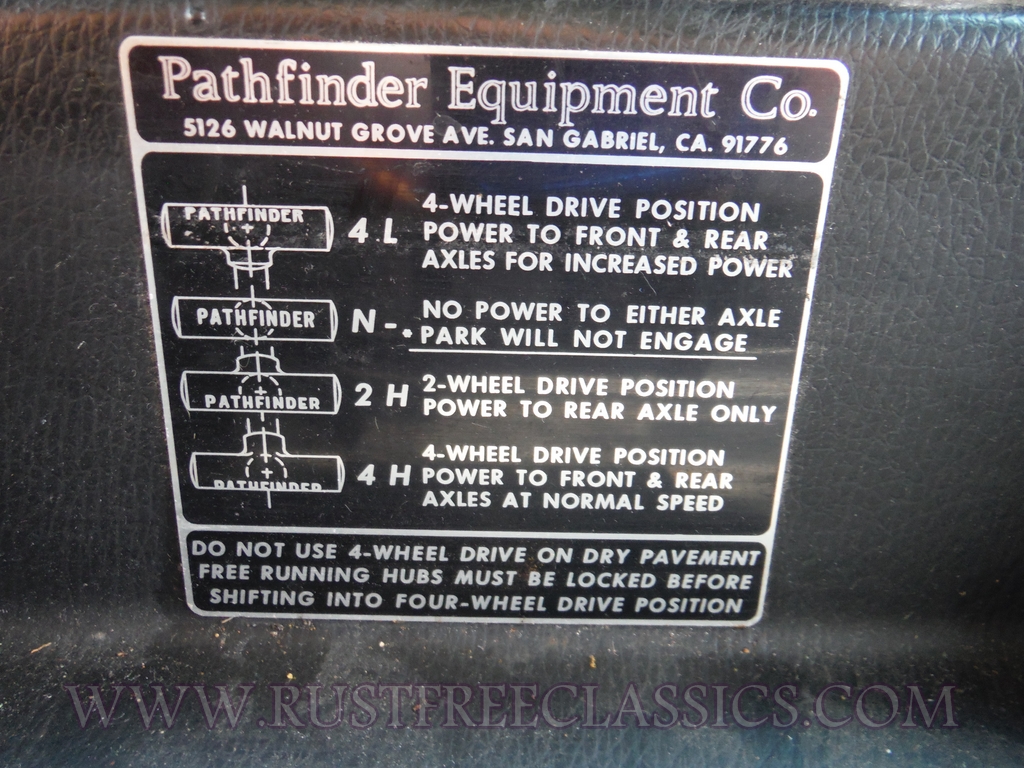 Pathfinder Equipment Co.
5126 WALNUT GROVE AVE. SAN GABRIEL, CA. 91776
PATHFINDER
4 L
4-WHEEL DRIVE POSITION
POWER TO FRONT & REAR
AXLES FOR INCREASED POWER
PATHFINDER
N-
NO POWER TO EITHER AXLE
*PARK WILL NOT ENGAGE
PATHFINDER
2 H
2-WHEEL DRIVE POSITION
POWER TO REAR AXLE ONLY
PATHFINDER
4 H
4-WHEEL DRIVE POSITION
POWER TO FRONT & REAR
AXLES AT NORMAL SPEED
DO NOT USE 4-WHEEL DRIVE ON DRY PAVEMENT
FREE RUNNING HUBS MUST BE LOCKED BEFORE
SHIFTING INTO FOUR-WHEEL DRIVE POSITION
WWW.RUSTFREECLASSICS.COM